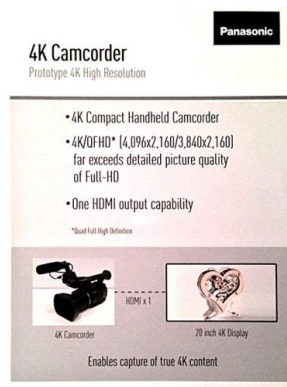 Panasonic
4K Camcorder
Prototype 4K High Resolution
•4K Compact Handheld Camcorder
•4K/QFHD* (4,096x2,160/3,840x2,160)
far exceeds detailed picture quality
of Full-HD
•One HDMI output capability
*Quad Full High Definition
HDMI x 1
4K Camcorder
20 inch 4K Display
Enables capture of true 4K content